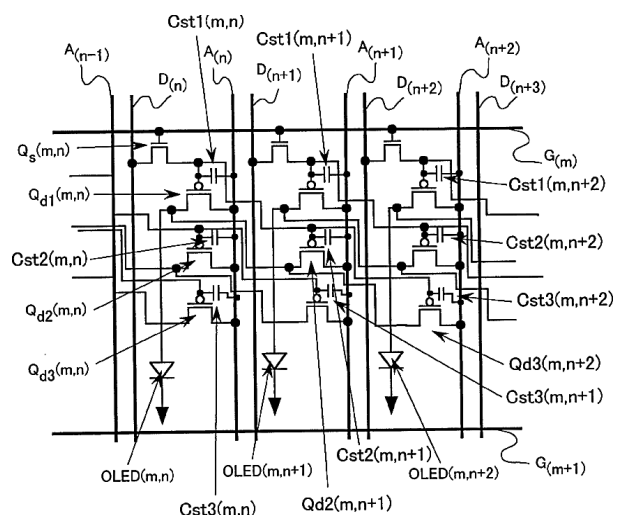 Cst1(m,n)
Cst1(m,n+1)
A(n-1)
A(n)
A(n+1)
A(n+2)
D(n)
D(n+1)
D(n+2)
D(n+3)
Qs(m,n)
G(m)
Qd1(m,n)
Cst1(m,n+2)
Cst2(m,n)
Cst2(m,n+2)
Cst3(m,n+2)
Qd2(m,n)
Qd3(m,n)
Qd3(m,n+2)
Cst3(m,n+1)
OLED(m,n)
OLED(m,n+1)
Cst2(m,n+1)
OLED(m,n+2)
G(m+1)
Cst3(m,n)
Qd2(m,n+1)